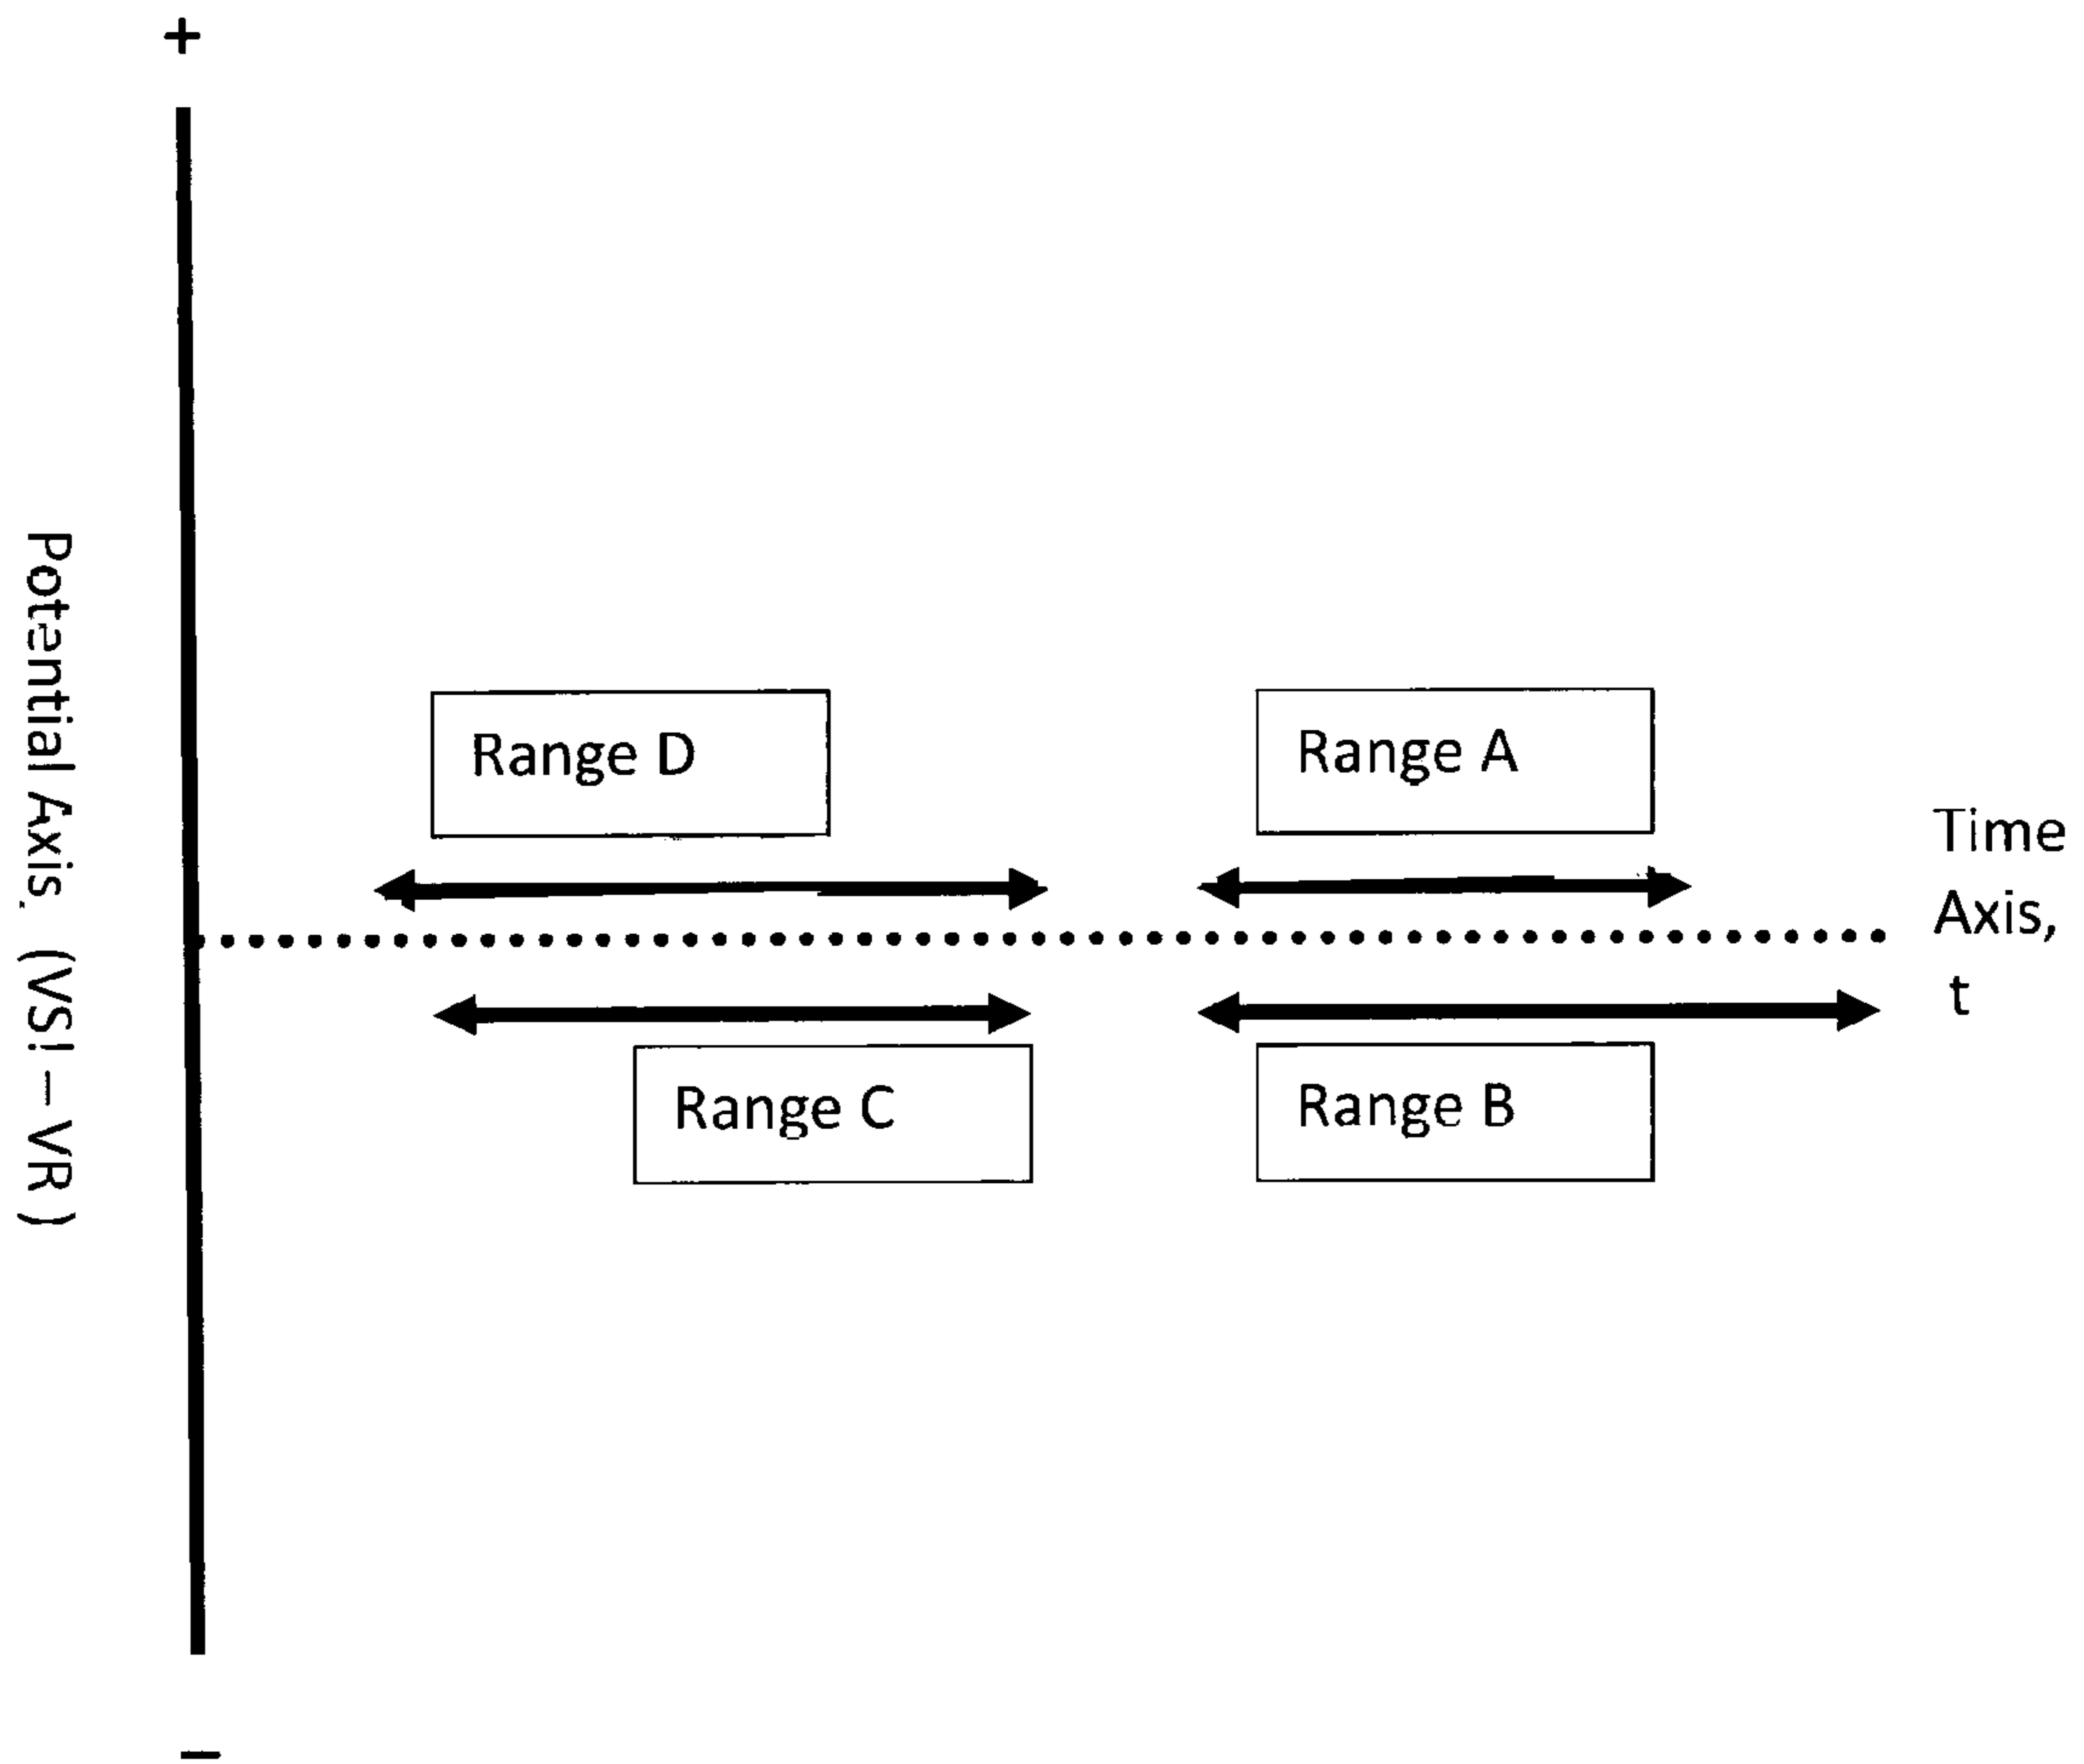 +
Potential Axis, (VS! – VR )
Range D
Range A
Time
Axis,
t
Range C
Range B
–